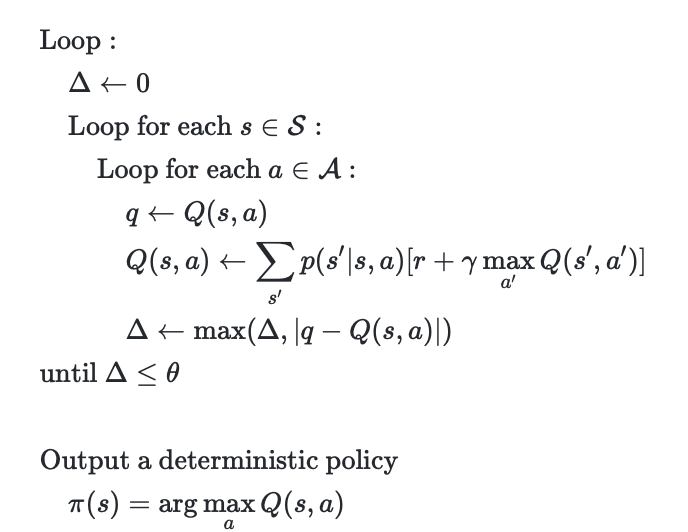 Loop :
Δ ← 0
Loop for each s ∈ 𝒮 :
Loop for each a ∈ 𝒜 :
q ← Q(s, a)
Q(s, a) ← ∑_{s′} p(s′|s, a)[r + γ max_{a′} Q(s′, a′)]
Δ ← max(Δ, |q − Q(s, a)|)
until Δ ≤ θ
Output a deterministic policy
π(s) = arg max_a Q(s, a)